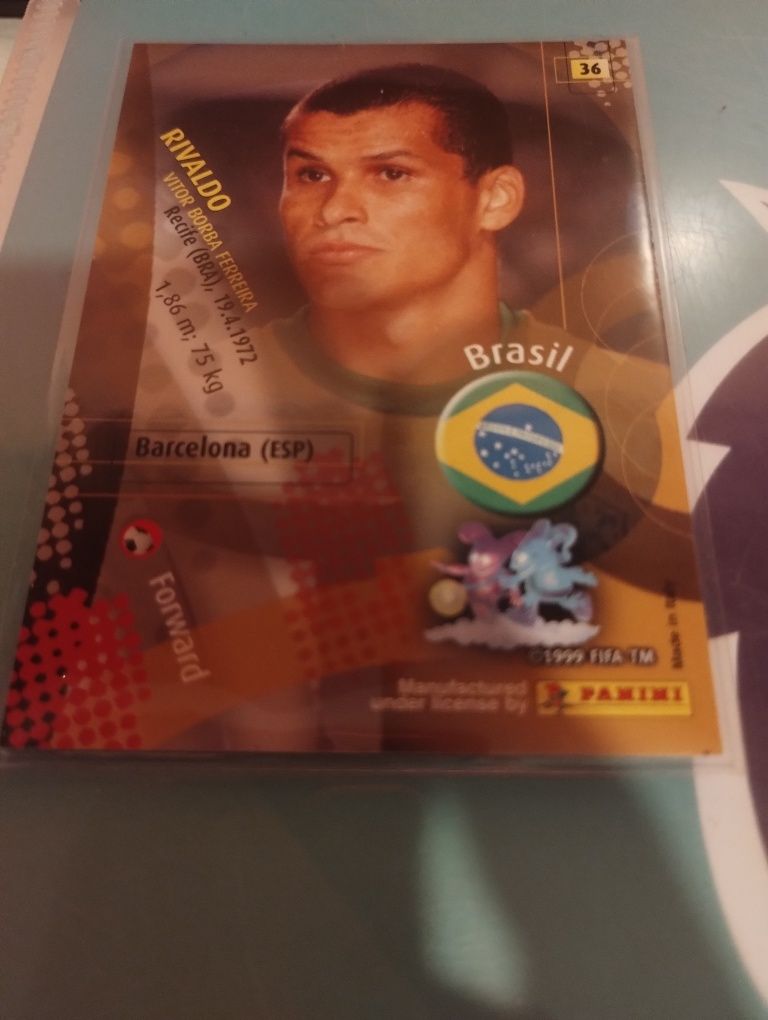 36
RIVALDO
VITOR BORBA FERREIRA
Recife (BRA), 19.4.1972
1,86 m; 75 kg
Brasil
Barcelona (ESP)
Forward
©1999 FIFA TM
Made in Italy
Manufactured
under license by
PANINI